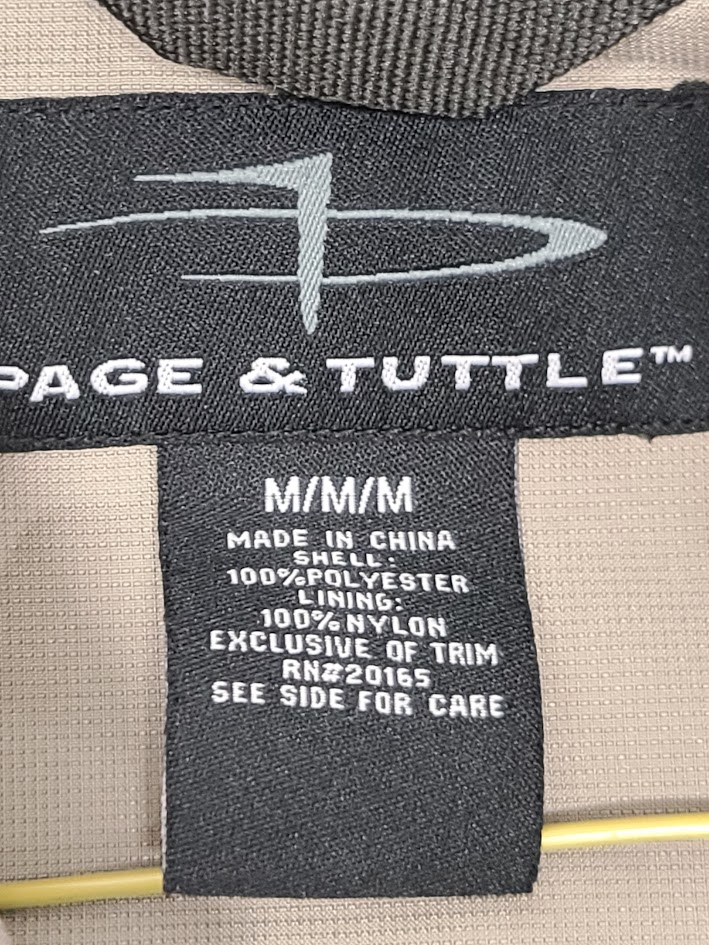 PAGE & TUTTLE™
M/M/M
MADE IN CHINA
SHELL:
100%POLYESTER
LINING:
100%NYLON
EXCLUSIVE OF TRIM
RN#20165
SEE SIDE FOR CARE